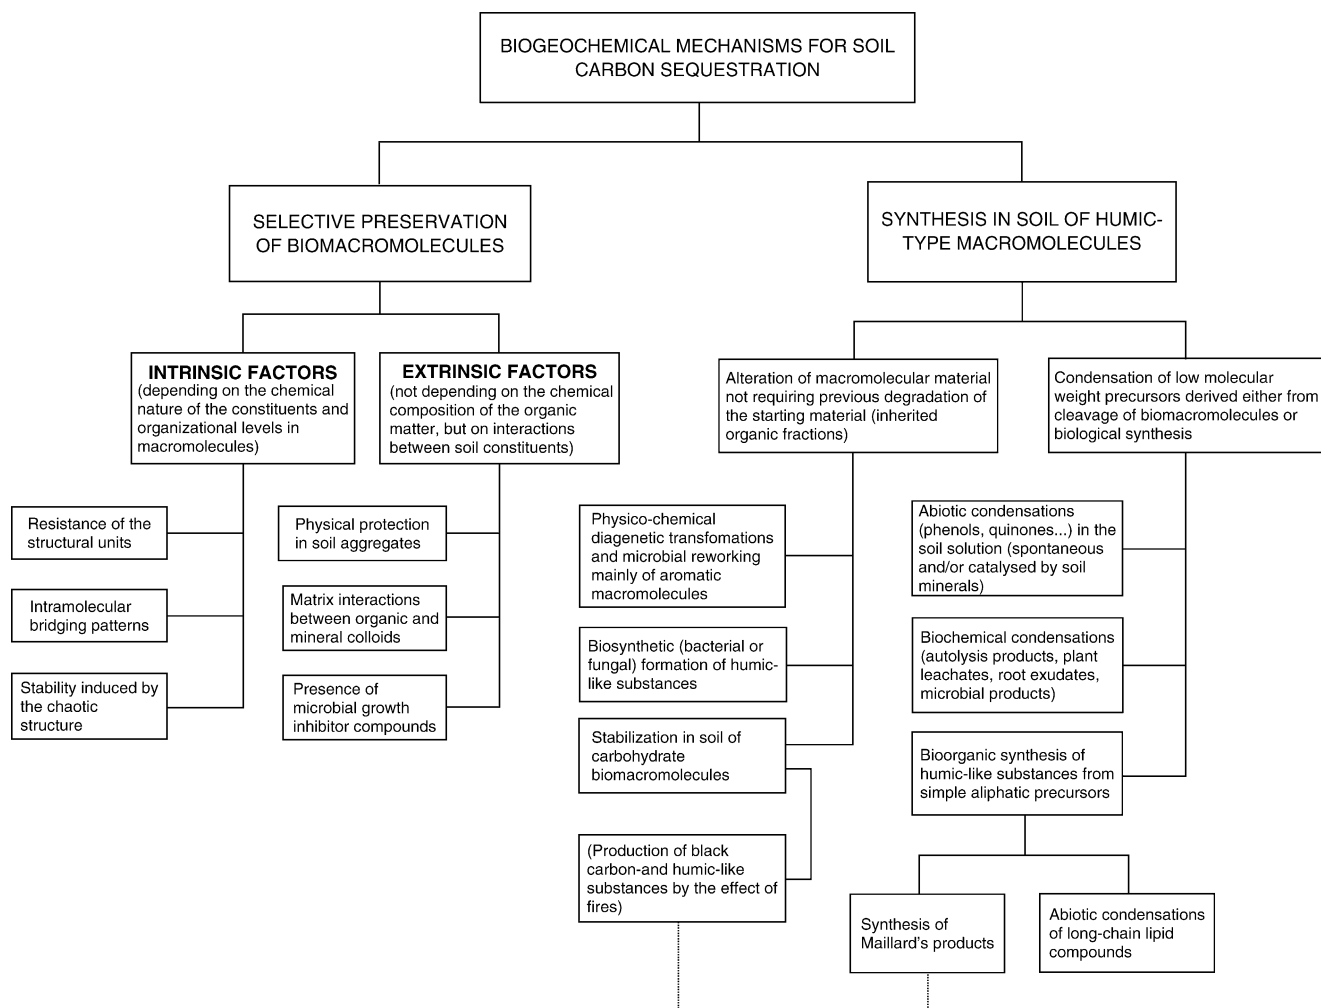 BIOGEOCHEMICAL MECHANISMS FOR SOIL
CARBON SEQUESTRATION
SELECTIVE PRESERVATION
OF BIOMACROMOLECULES
SYNTHESIS IN SOIL OF HUMIC-
TYPE MACROMOLECULES
INTRINSIC FACTORS
(depending on the chemical
nature of the constituents and
organizational levels in
macromolecules)
EXTRINSIC FACTORS
(not depending on the chemical
composition of the organic
matter, but on interactions
between soil constituents)
Alteration of macromolecular material
not requiring previous degradation of
the starting material (inherited
organic fractions)
Condensation of low molecular
weight precursors derived either from
cleavage of biomacromolecules or
biological synthesis
Resistance of the
structural units
Intramolecular
bridging patterns
Stability induced by
the chaotic
structure
Physical protection
in soil aggregates
Matrix interactions
between organic and
mineral colloids
Presence of
microbial growth
inhibitor compounds
Physico-chemical
diagenetic transfomations
and microbial reworking
mainly of aromatic
macromolecules
Biosynthetic (bacterial or
fungal) formation of humic-
like substances
Stabilization in soil of
carbohydrate
biomacromolecules
(Production of black
carbon-and humic-like
substances by the effect of
fires)
Abiotic condensations
(phenols, quinones...) in the
soil solution (spontaneous
and/or catalysed by soil
minerals)
Biochemical condensations
(autolysis products, plant
leachates, root exudates,
microbial products)
Bioorganic synthesis of
humic-like substances from
simple aliphatic precursors
Synthesis of
Maillard's products
Abiotic condensations
of long-chain lipid
compounds